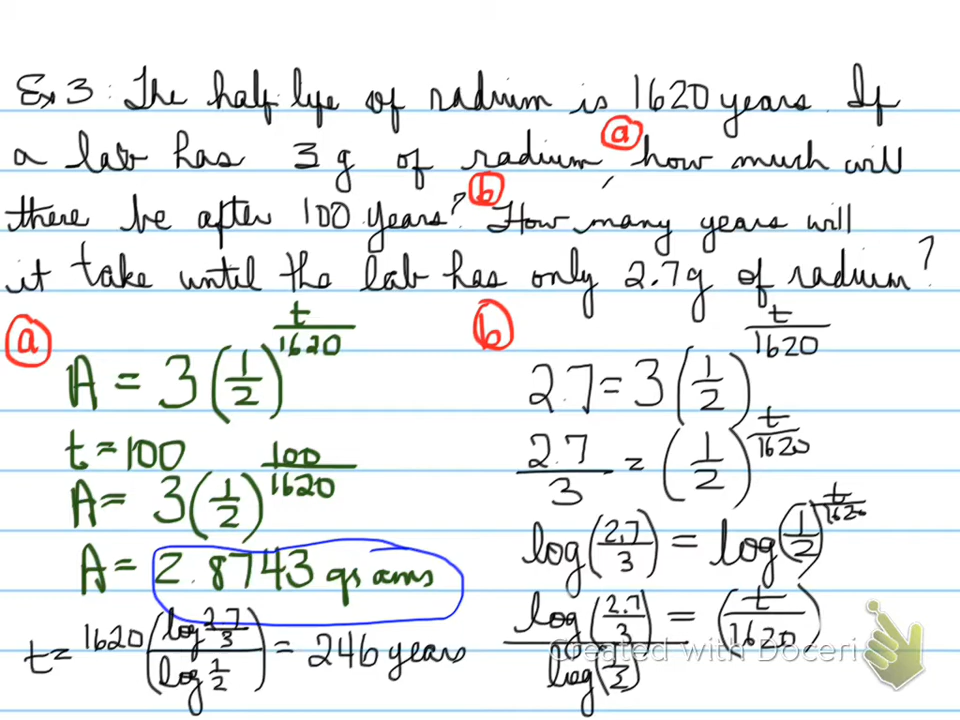 Ex 3: The half life of radium is 1620 years. If
a lab has 3 g of radium, ⓐ how much will
there be after 100 years? ⓑ How many years will
it take until the lab has only 2.7g of radium?
ⓐ
A = 3(1/2)^(t/1620)
t = 100
A = 3(1/2)^(100/1620)
A = 2.8743 grams
ⓑ
2.7 = 3(1/2)^(t/1620)
2.7/3 = (1/2)^(t/1620)
log(2.7/3) = log(1/2)^(t/1620)
log(2.7/3)/log(1/2) = (t/1620)
t = 1620(log 2.7/3 / log 1/2) = 246 years
Created with Doceri